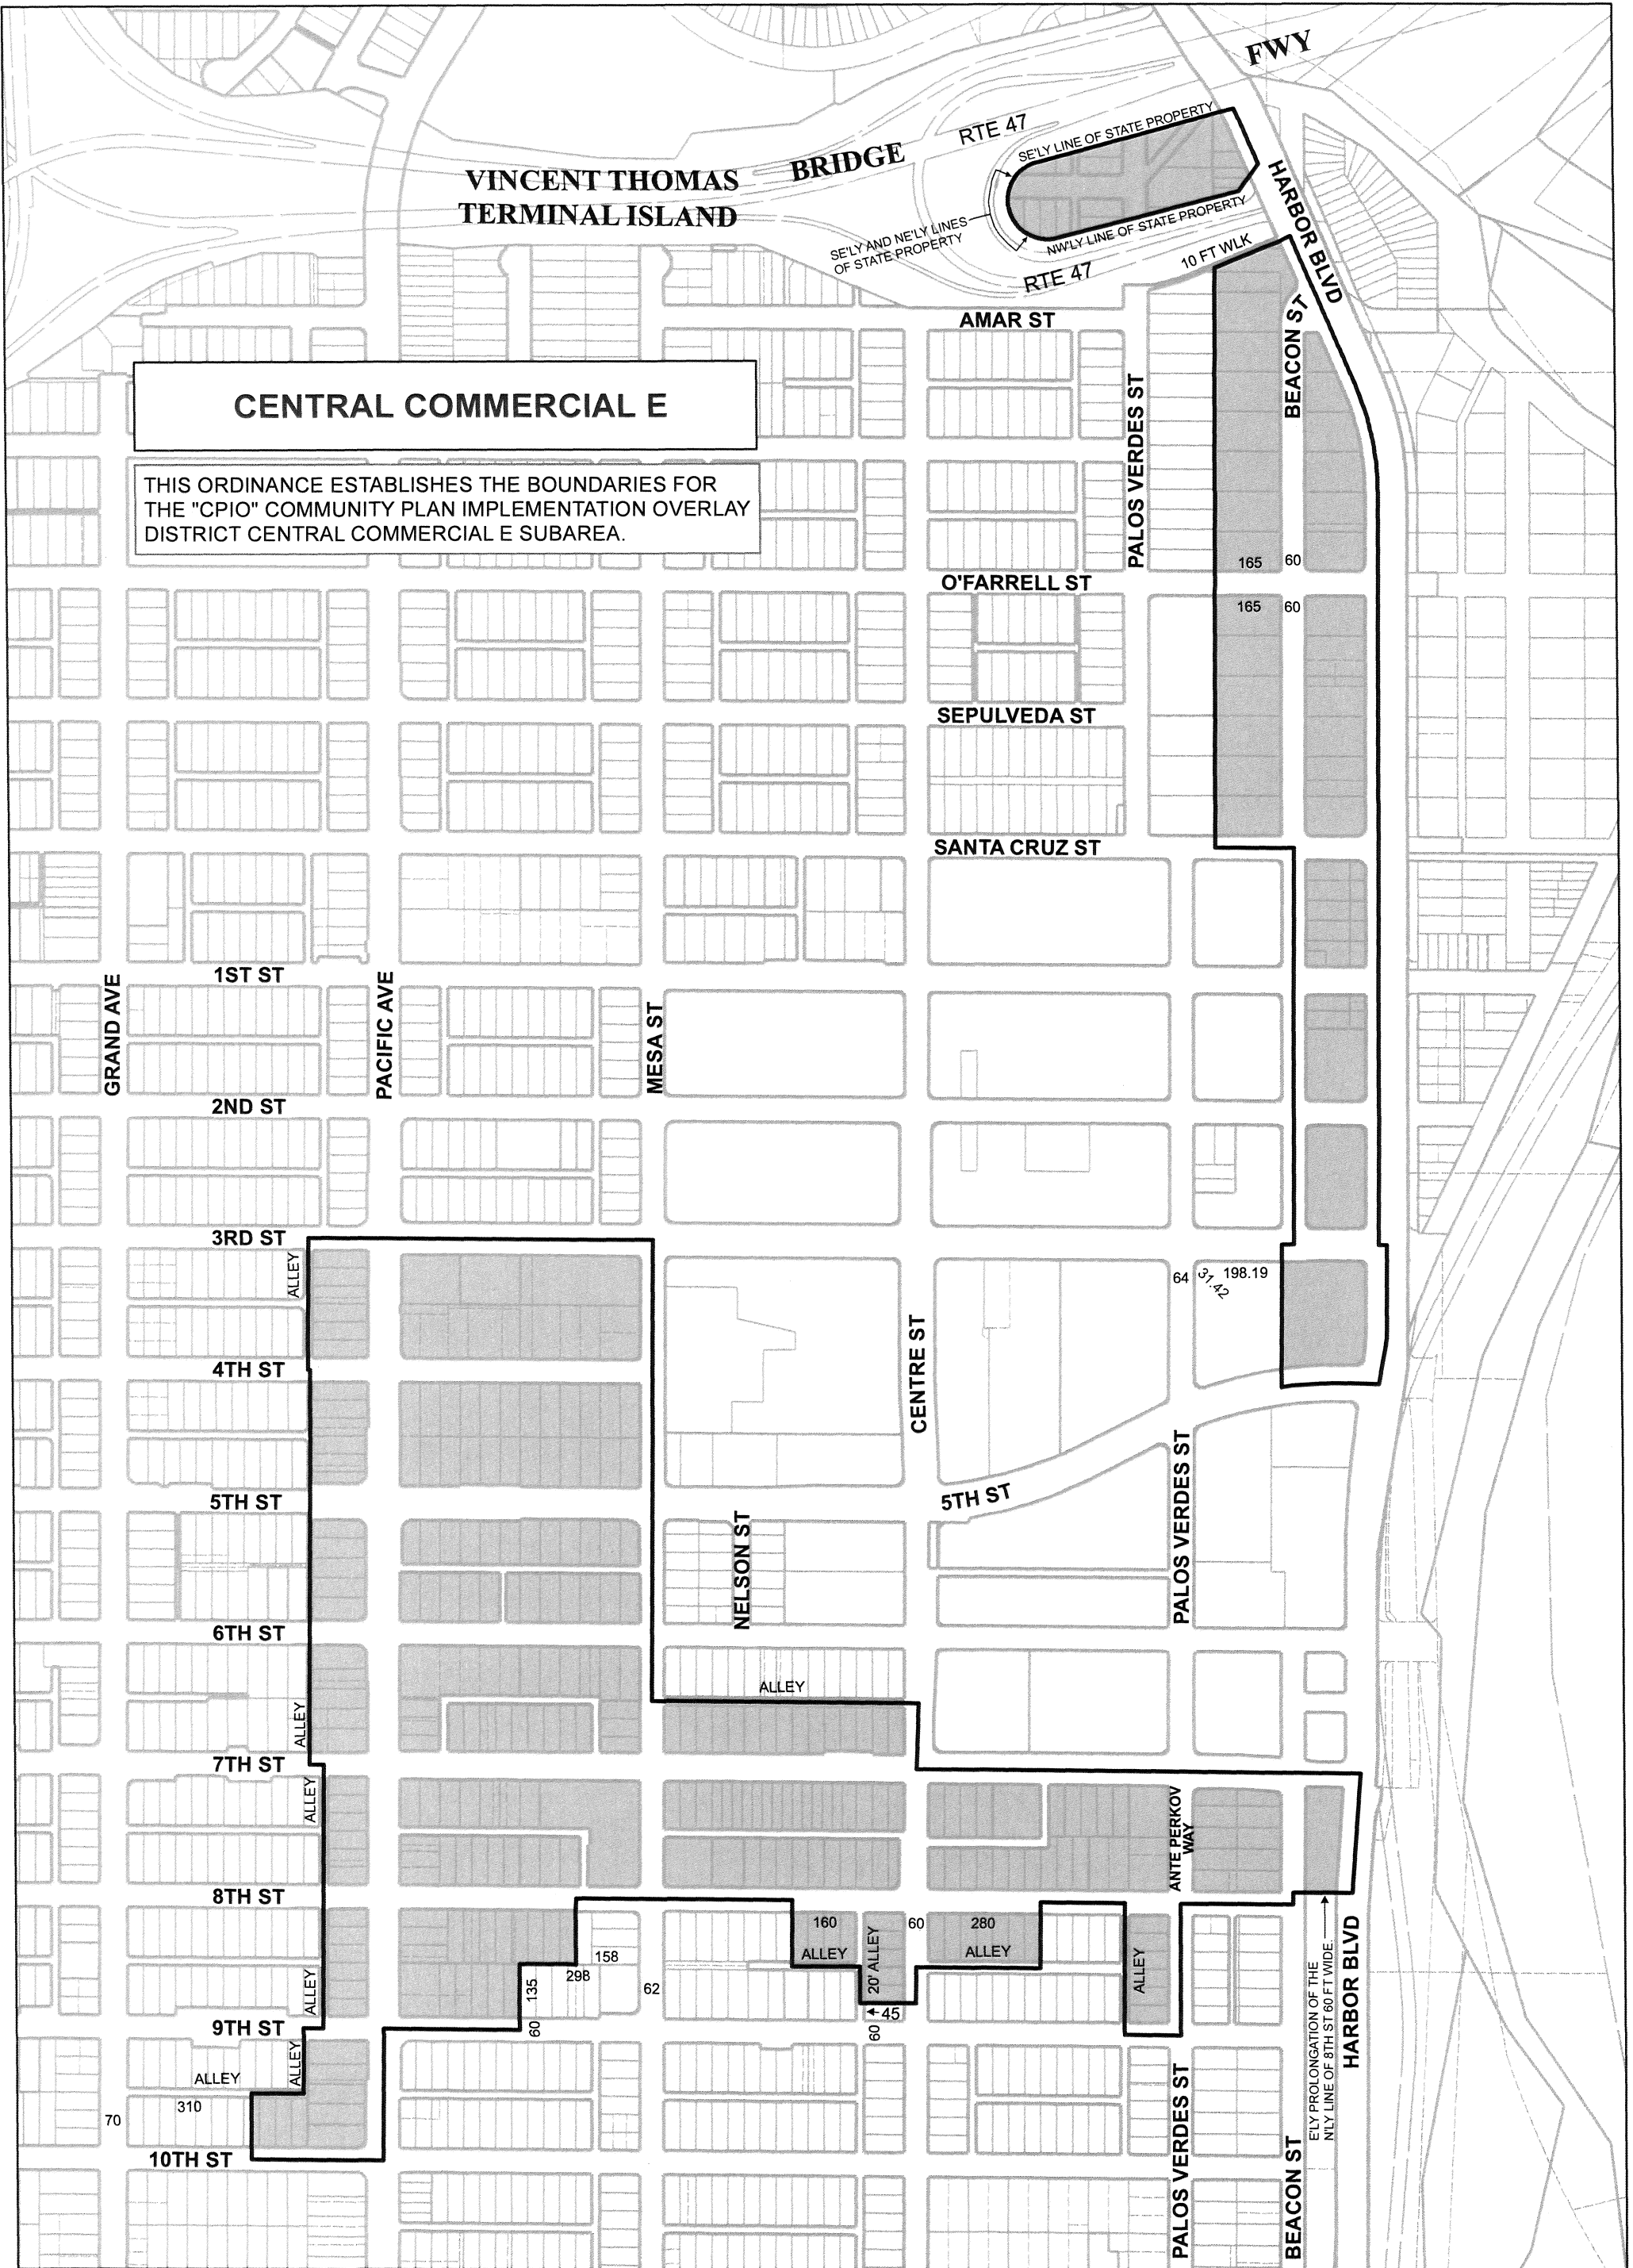 FWY
RTE 47
SE'LY LINE OF STATE PROPERTY
BRIDGE
VINCENT THOMAS
TERMINAL ISLAND
HARBOR BLVD
NW'LY LINE OF STATE PROPERTY
SE'LY AND NE'LY LINES
OF STATE PROPERTY
10 FT WLK
RTE 47
AMAR ST
BEACON ST
PALOS VERDES ST
CENTRAL COMMERCIAL E
THIS ORDINANCE ESTABLISHES THE BOUNDARIES FOR
THE "CPIO" COMMUNITY PLAN IMPLEMENTATION OVERLAY
DISTRICT CENTRAL COMMERCIAL E SUBAREA.
165
60
O'FARRELL ST
165
60
SEPULVEDA ST
SANTA CRUZ ST
1ST ST
GRAND AVE
PACIFIC AVE
MESA ST
2ND ST
3RD ST
ALLEY
64
31.42
198.19
4TH ST
CENTRE ST
5TH ST
5TH ST
NELSON ST
PALOS VERDES ST
6TH ST
ALLEY
ALLEY
7TH ST
ALLEY
ANTE PERKOV
WAY
8TH ST
160
60
280
ALLEY
20' ALLEY
ALLEY
ALLEY
158
298
135
62
ALLEY
45
60
60
9TH ST
ALLEY
ALLEY
310
70
10TH ST
E'LY PROLONGATION OF THE
N'LY LINE OF 8TH ST 60 FT WIDE.
HARBOR BLVD
PALOS VERDES ST
BEACON ST